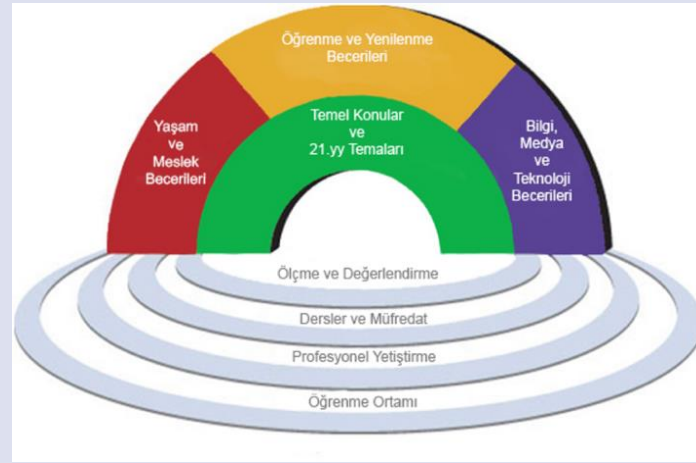 Öğrenme ve Yenilenme
Becerileri
Yaşam
ve
Meslek
Becerileri
Temel Konular
ve
21.yy Temaları
Bilgi,
Medya
ve
Teknoloji
Becerileri
Ölçme ve Değerlendirme
Dersler ve Müfredat
Profesyonel Yetiştirme
Öğrenme Ortamı